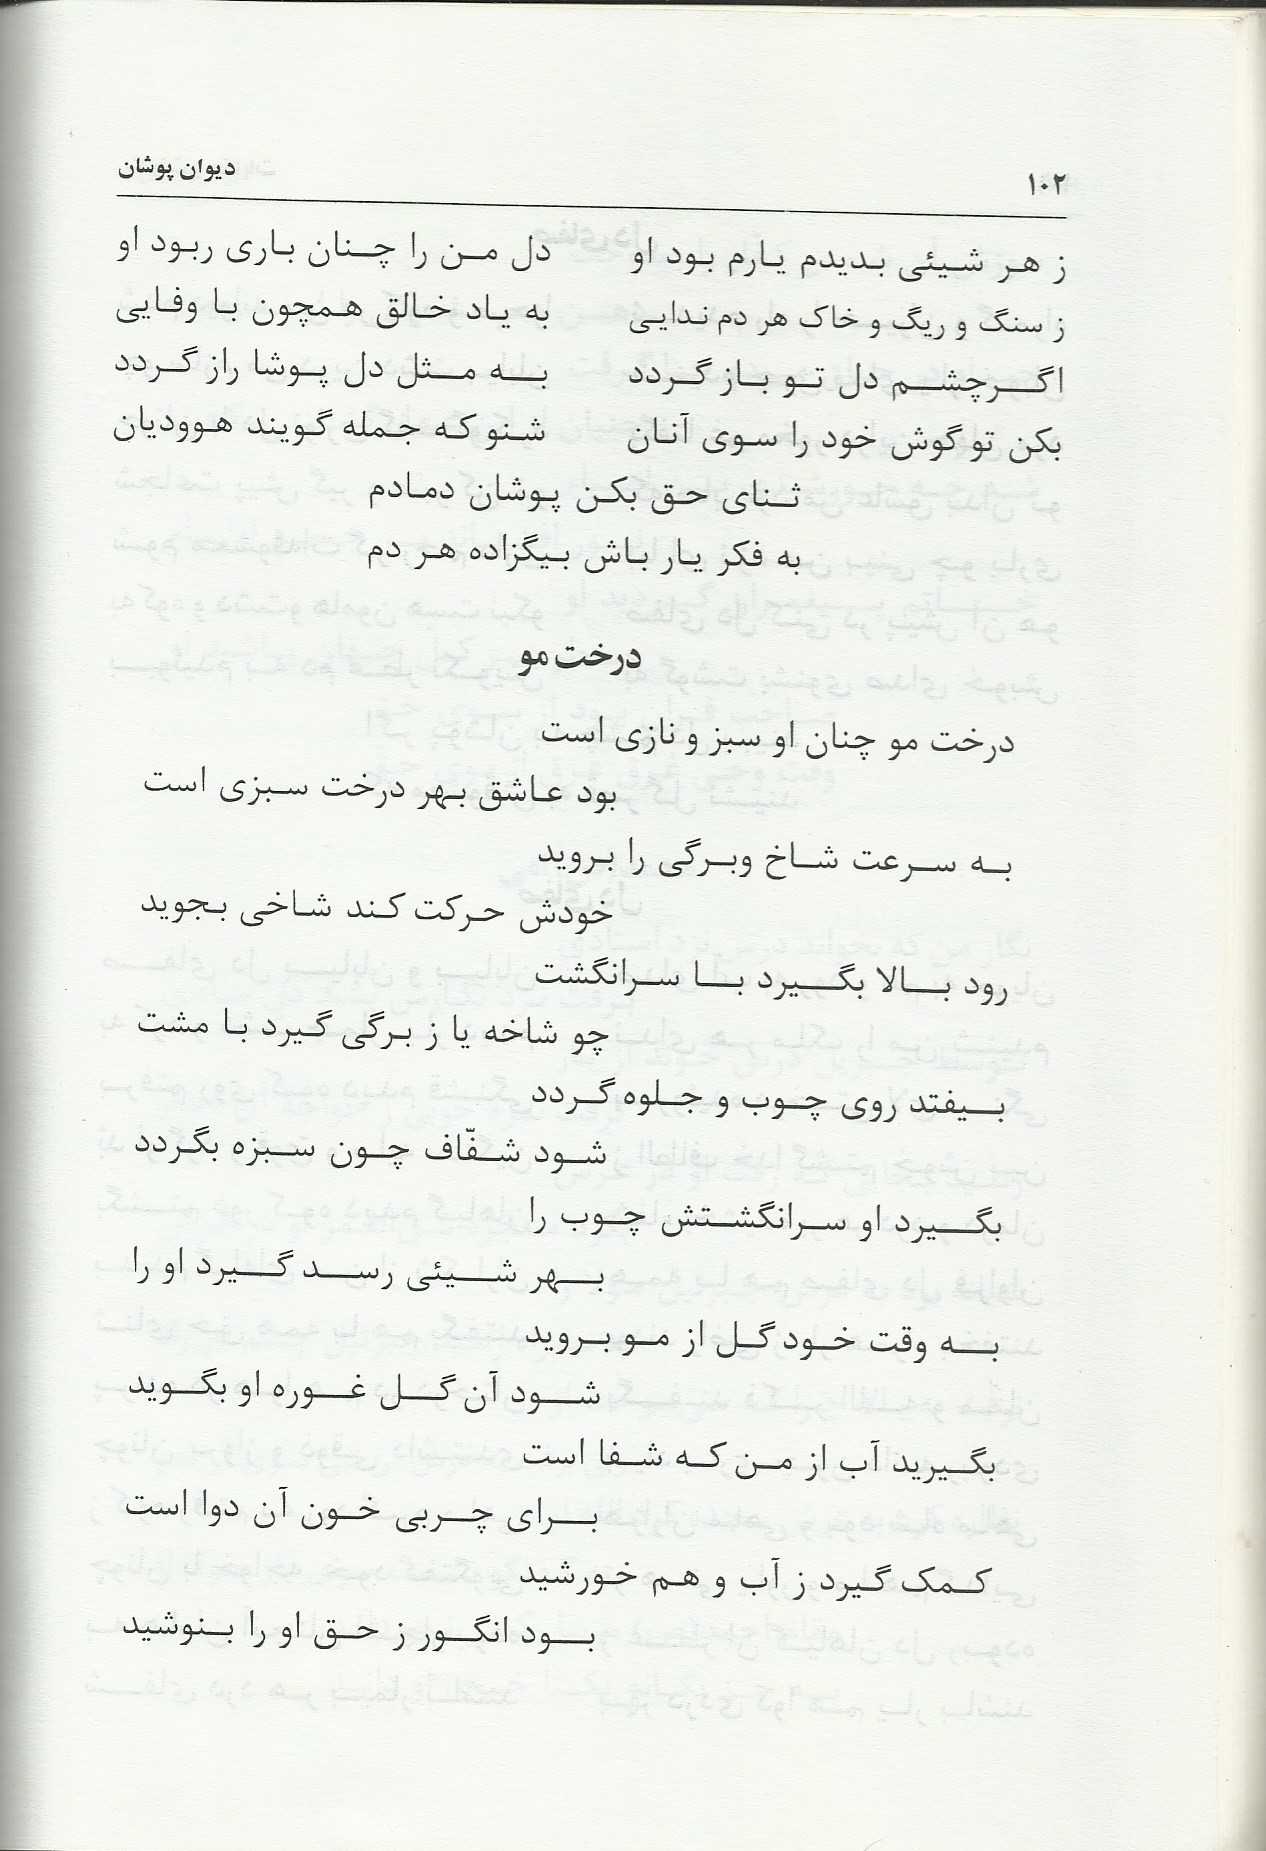 ۱۰۲ دیوان پوشان
ز هر شیئی بدیدم یارم بود او دل من را چنان باری ربود او
ز سنگ و ریگ و خاک هر دم ندایی به یاد خالق همچون با وفایی
اگرچشم دل تو باز گردد به مثل دل پوشا راز گردد
بکن تو گوش خود را سوی آنان شنو که جمله گویند هوودیان
ثنای حق بکن پوشان دمادم
به فکر یار باش بیگزاده هر دم
درخت مو
درخت مو چنان او سبز و نازی است
بود عاشق بهر درخت سبزی است
به سرعت شاخ وبرگی را بروید
خودش حرکت کند شاخی بجوید
رود بالا بگیرد با سرانگشت
چو شاخه یا ز برگی گیرد با مشت
بیفتد روی چوب و جلوه گردد
شود شفّاف چون سبزه بگردد
بگیرد او سرانگشتش چوب را
بهر شیئی رسد گیرد او را
به وقت خود گل از مو بروید
شود آن گل غوره او بگوید
بگیرید آب از من که شفا است
برای چربی خون آن دوا است
کمک گیرد ز آب و هم خورشید
بود انگور ز حق او را بنوشید